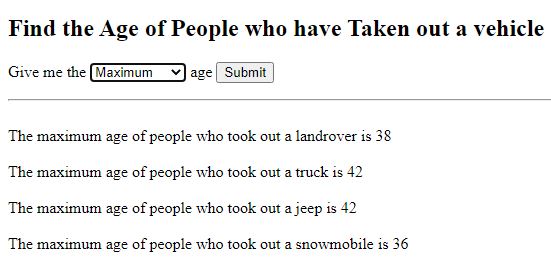 Find the Age of People who have Taken out a vehicle
Give me the Maximum age Submit
The maximum age of people who took out a landrover is 38
The maximum age of people who took out a truck is 42
The maximum age of people who took out a jeep is 42
The maximum age of people who took out a snowmobile is 36